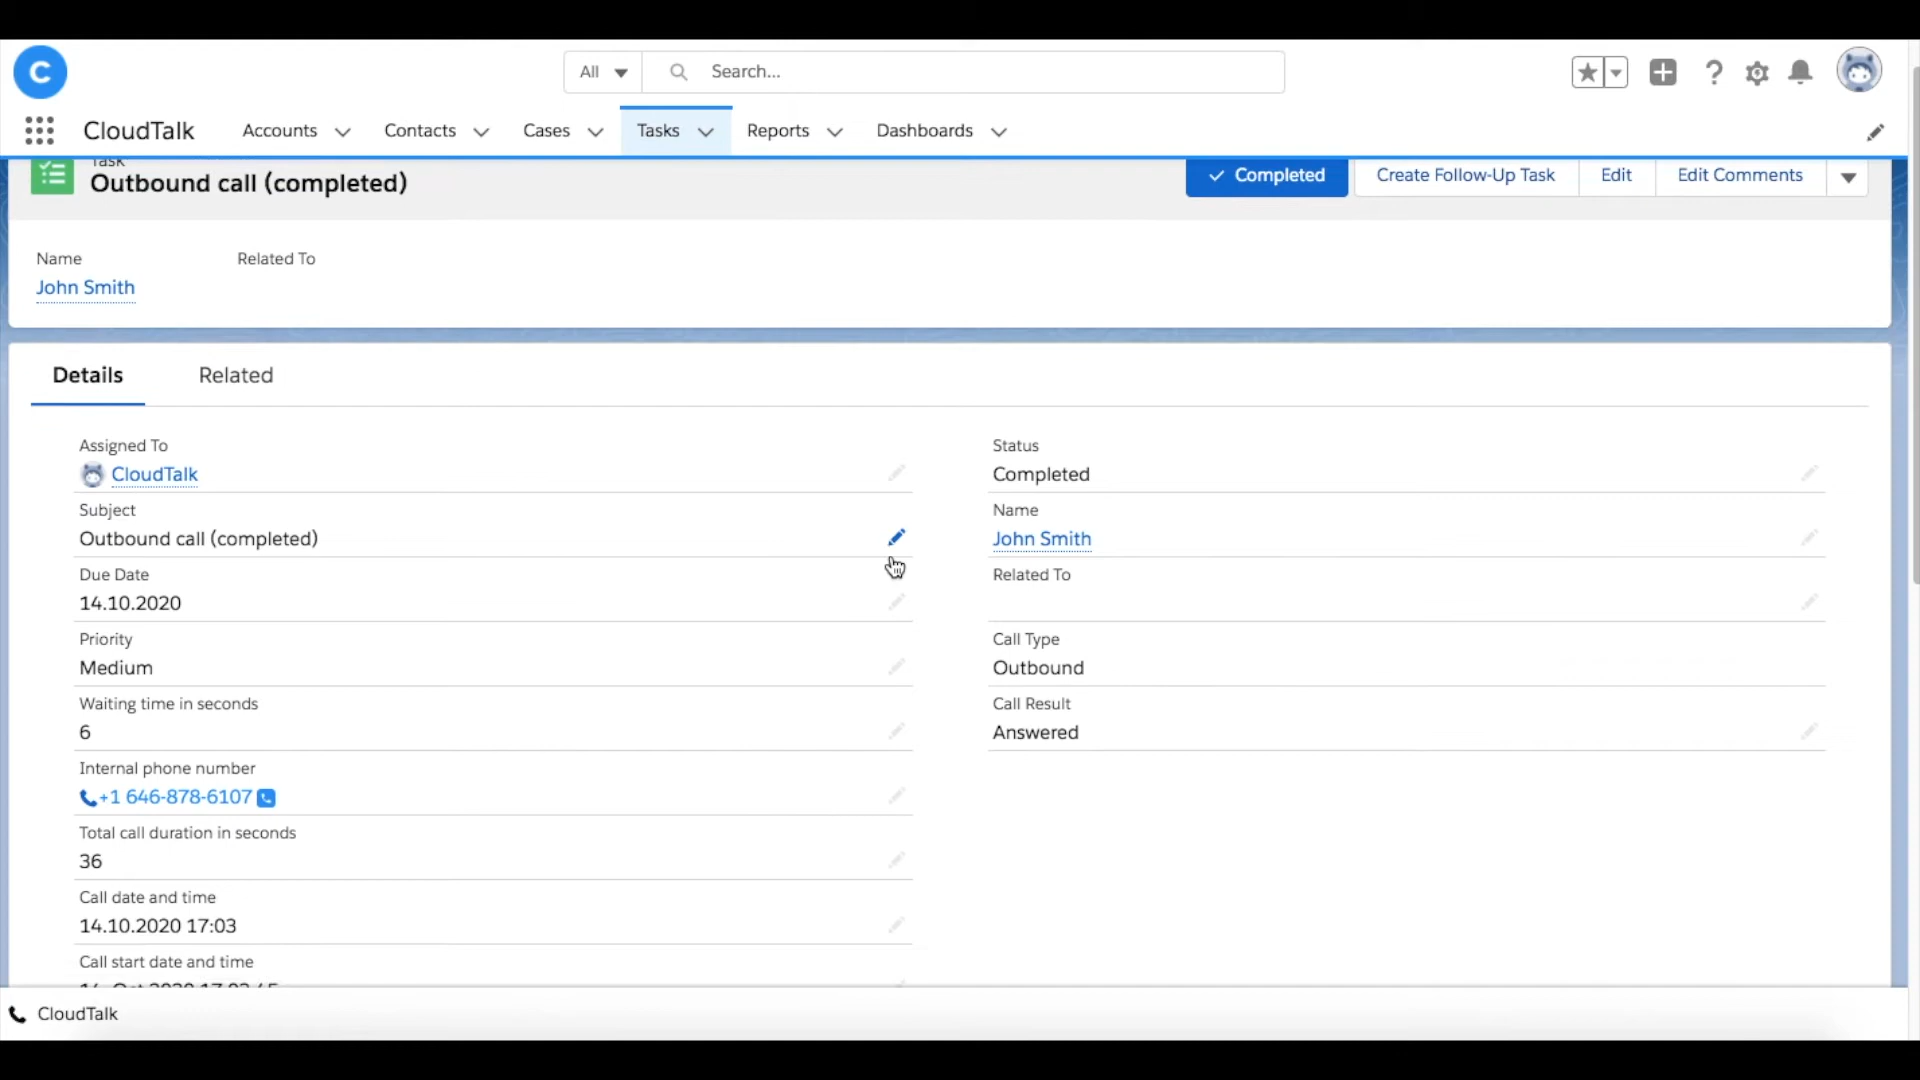 C
All
Search...
CloudTalk
Accounts
Contacts
Cases
Tasks
Reports
Dashboards
Task
Outbound call (completed)
Completed
Create Follow-Up Task
Edit
Edit Comments
Name
Related To
John Smith
Details
Related
Assigned To
CloudTalk
Subject
Outbound call (completed)
Due Date
14.10.2020
Priority
Medium
Waiting time in seconds
6
Internal phone number
+1 646-878-6107
Total call duration in seconds
36
Call date and time
14.10.2020 17:03
Call start date and time
Status
Completed
Name
John Smith
Related To
Call Type
Outbound
Call Result
Answered
CloudTalk